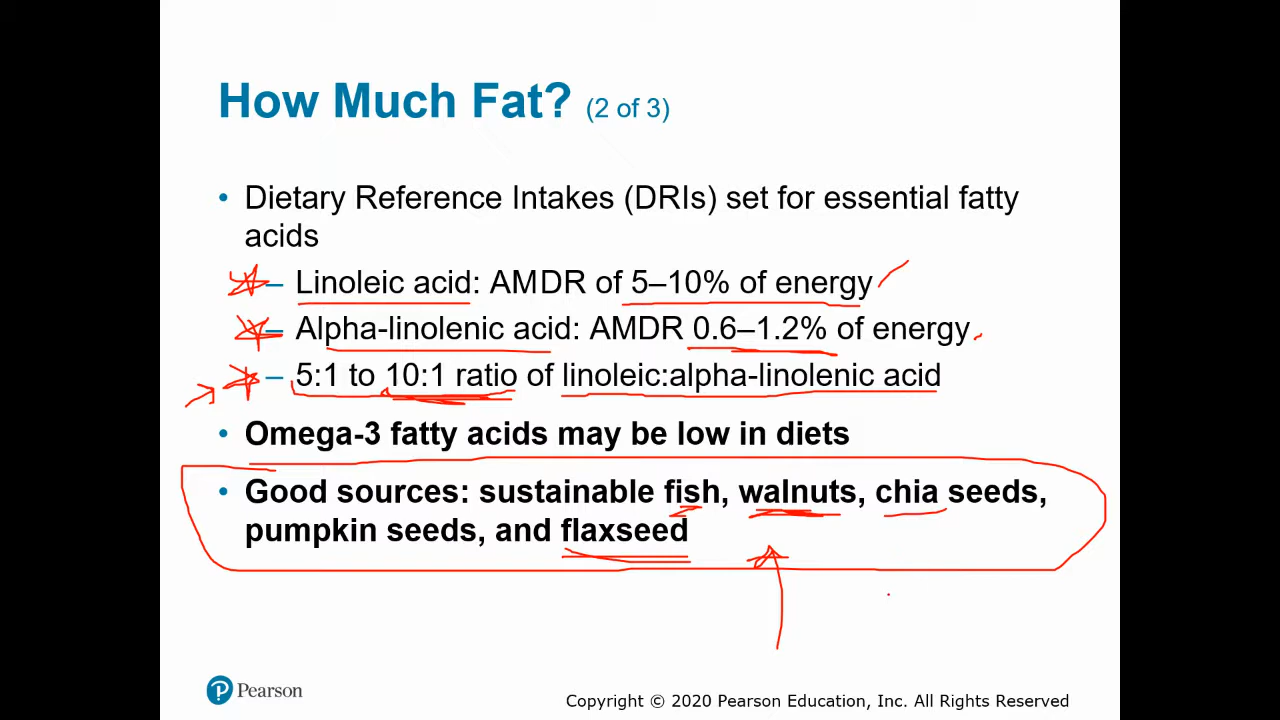 How Much Fat? (2 of 3)
• Dietary Reference Intakes (DRIs) set for essential fatty
acids
– Linoleic acid: AMDR of 5–10% of energy
– Alpha-linolenic acid: AMDR 0.6–1.2% of energy
– 5:1 to 10:1 ratio of linoleic:alpha-linolenic acid
• Omega-3 fatty acids may be low in diets
• Good sources: sustainable fish, walnuts, chia seeds,
pumpkin seeds, and flaxseed
Pearson
Copyright © 2020 Pearson Education, Inc. All Rights Reserved